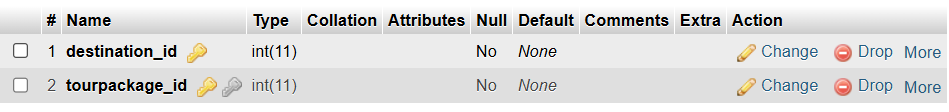 # Name Type Collation Attributes Null Default Comments Extra Action
1 destination_id int(11) No None Change Drop More
2 tourpackage_id int(11) No None Change Drop More